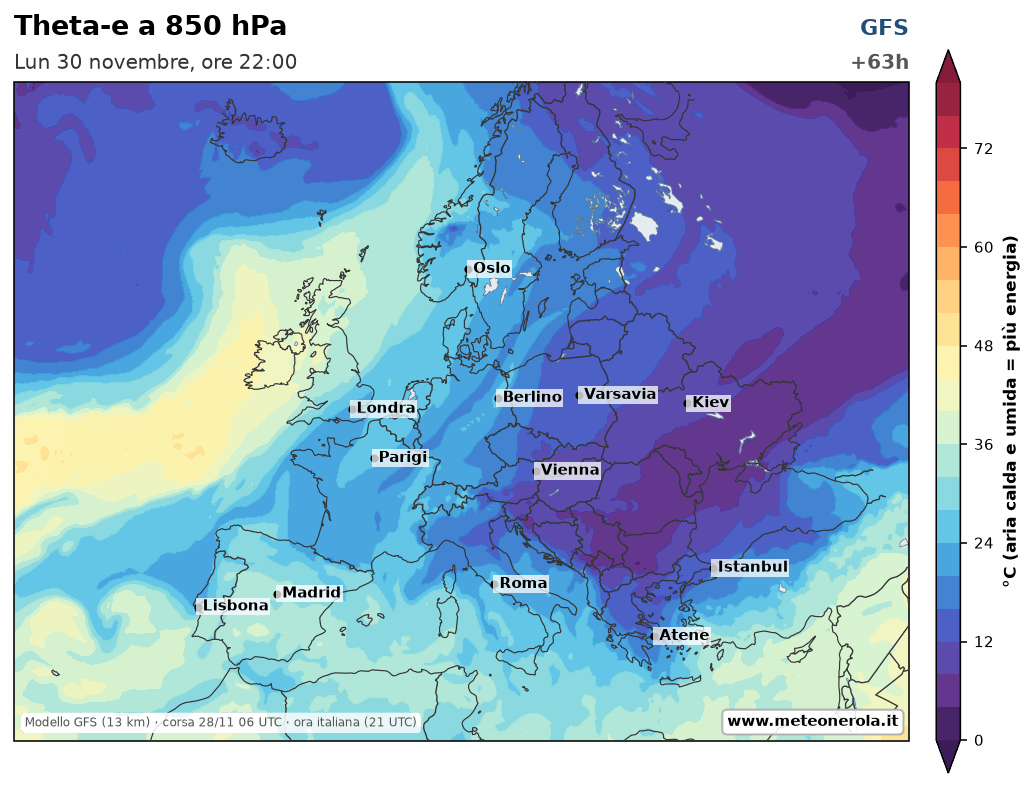 Theta-e a 850 hPa
GFS
Lun 30 novembre, ore 22:00
+63h
72
60
48
36
24
12
0
°C (aria calda e umida = più energia)
Oslo
Londra
Berlino
Varsavia
Kiev
Parigi
Vienna
Istanbul
Roma
Madrid
Lisbona
Atene
Modello GFS (13 km) · corsa 28/11 06 UTC · ora italiana (21 UTC)
www.meteonerola.it